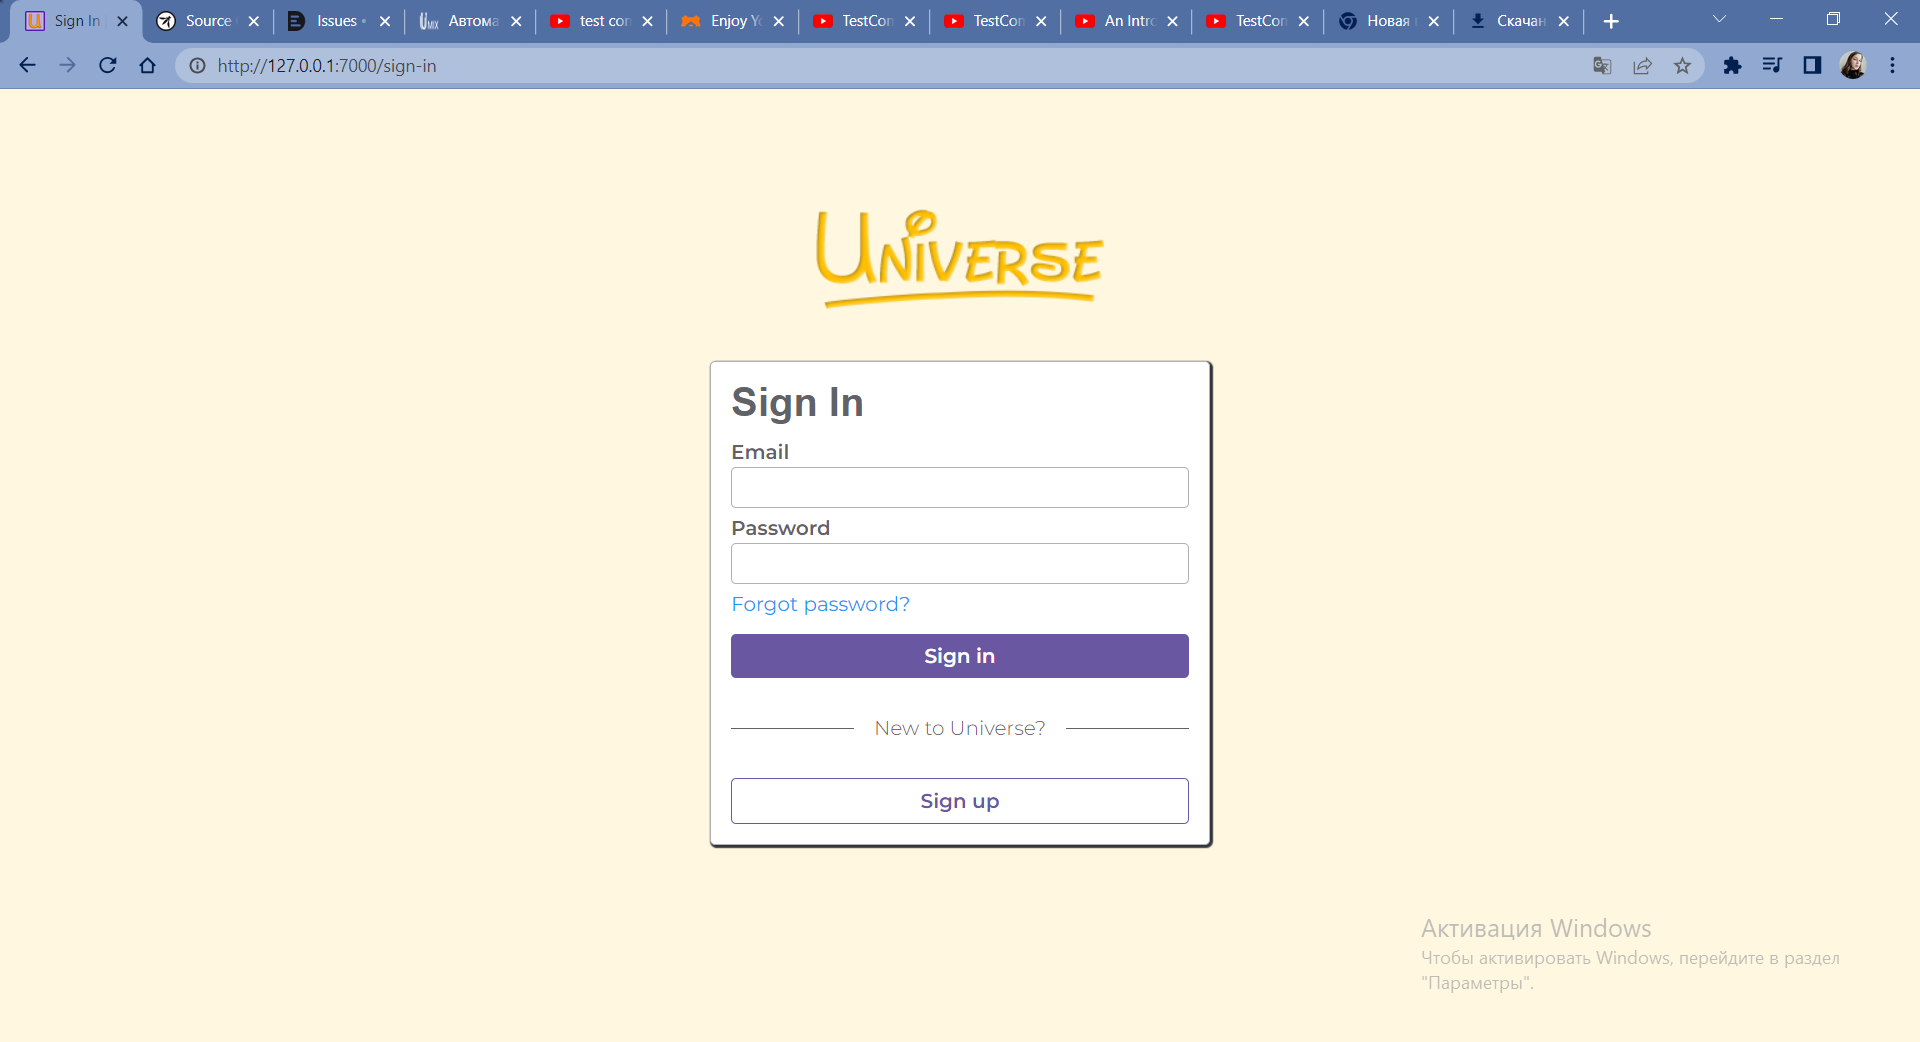 Sign In
Source
Issues
Автома
test con
Enjoy Yo
TestCon
TestCon
An Intro
TestCon
Новая
Скачан
http://127.0.0.1:7000/sign-in
UNIVERSE
Sign In
Email
Password
Forgot password?
Sign in
New to Universe?
Sign up
Активация Windows
Чтобы активировать Windows, перейдите в раздел
"Параметры".